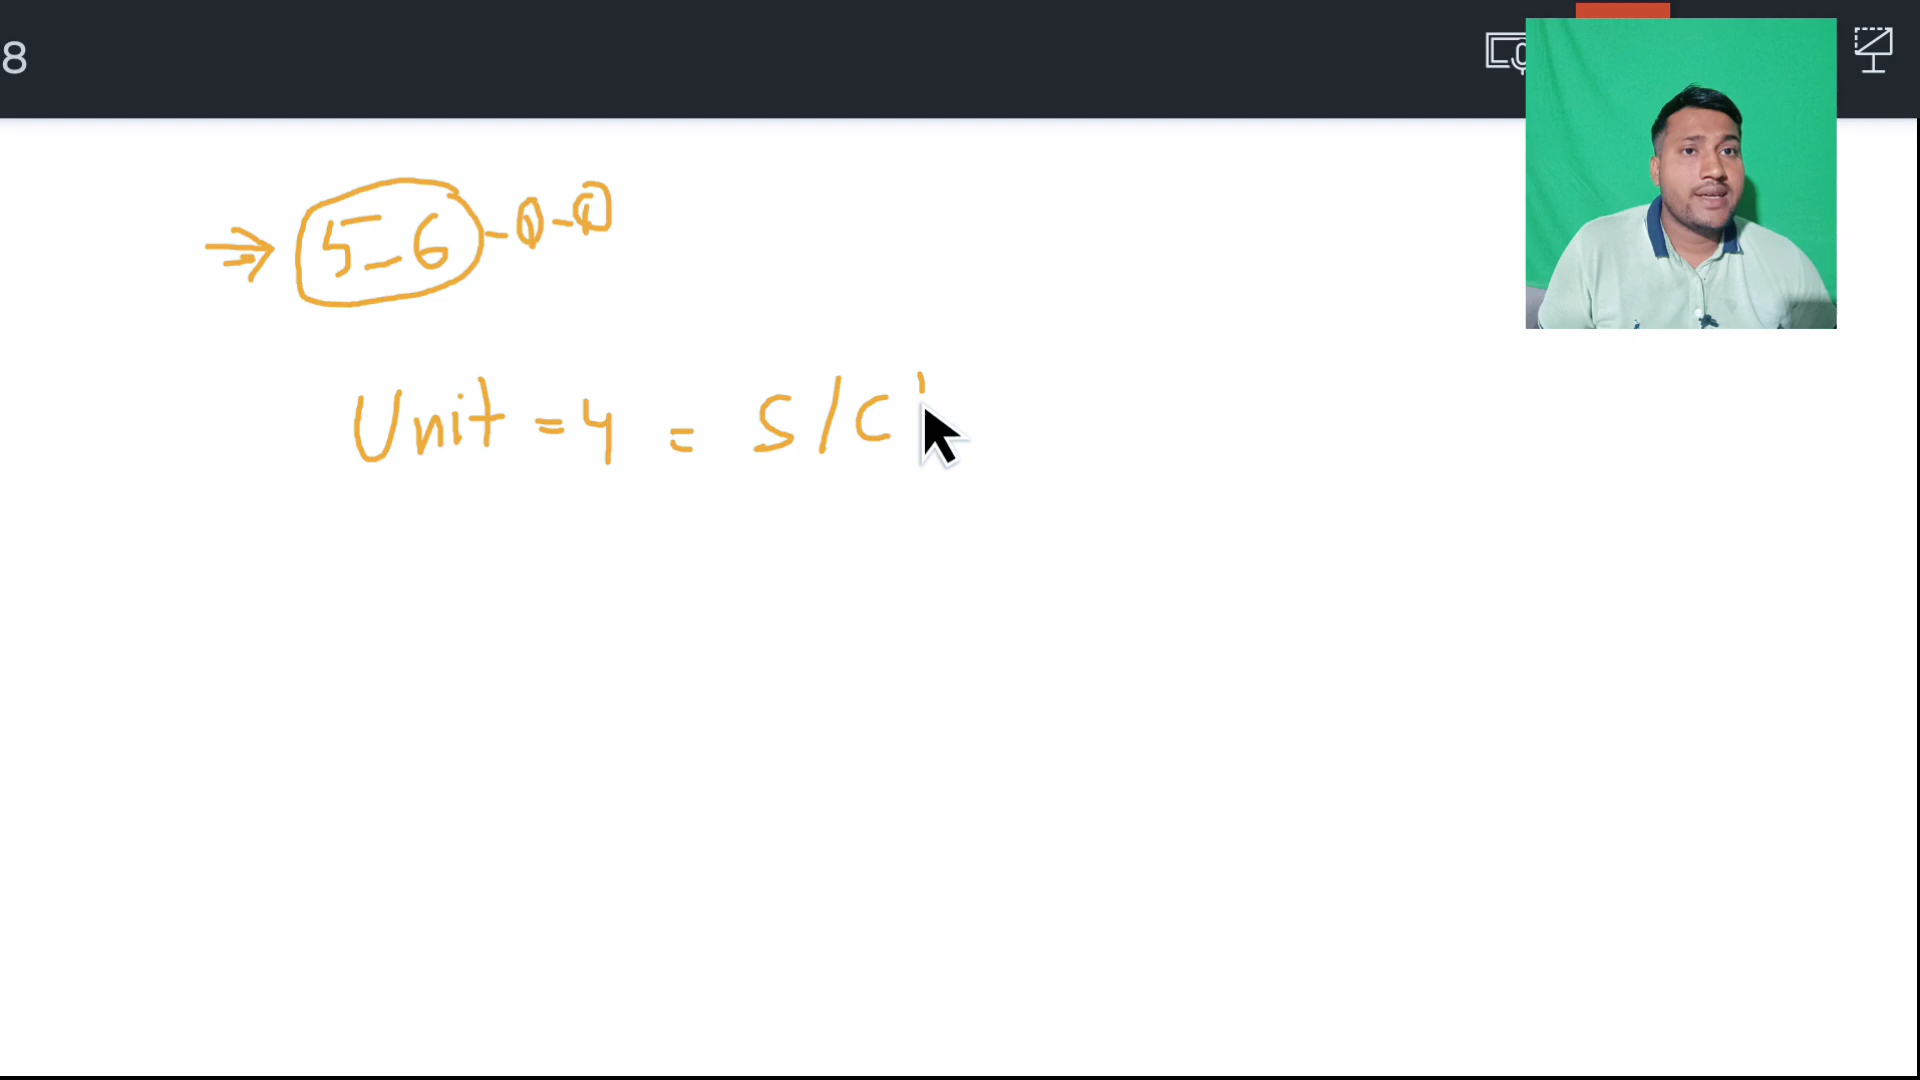 8
⇒ 5-6-
Unit = 4 = S/C